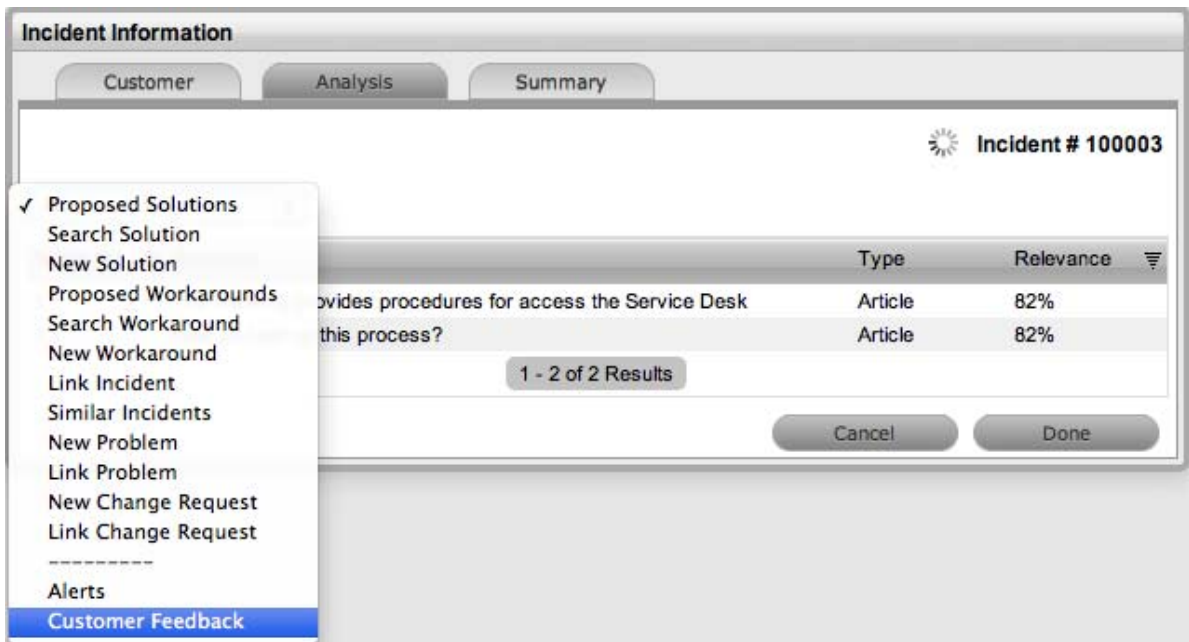 Incident Information
Customer Analysis Summary
Incident # 100003
✓ Proposed Solutions
Search Solution
New Solution
Proposed Workarounds
Search Workaround
New Workaround
Link Incident
Similar Incidents
New Problem
Link Problem
New Change Request
Link Change Request
---------
Alerts
Customer Feedback
Type Relevance
ovides procedures for access the Service Desk Article 82%
this process? Article 82%
1 - 2 of 2 Results
Cancel Done